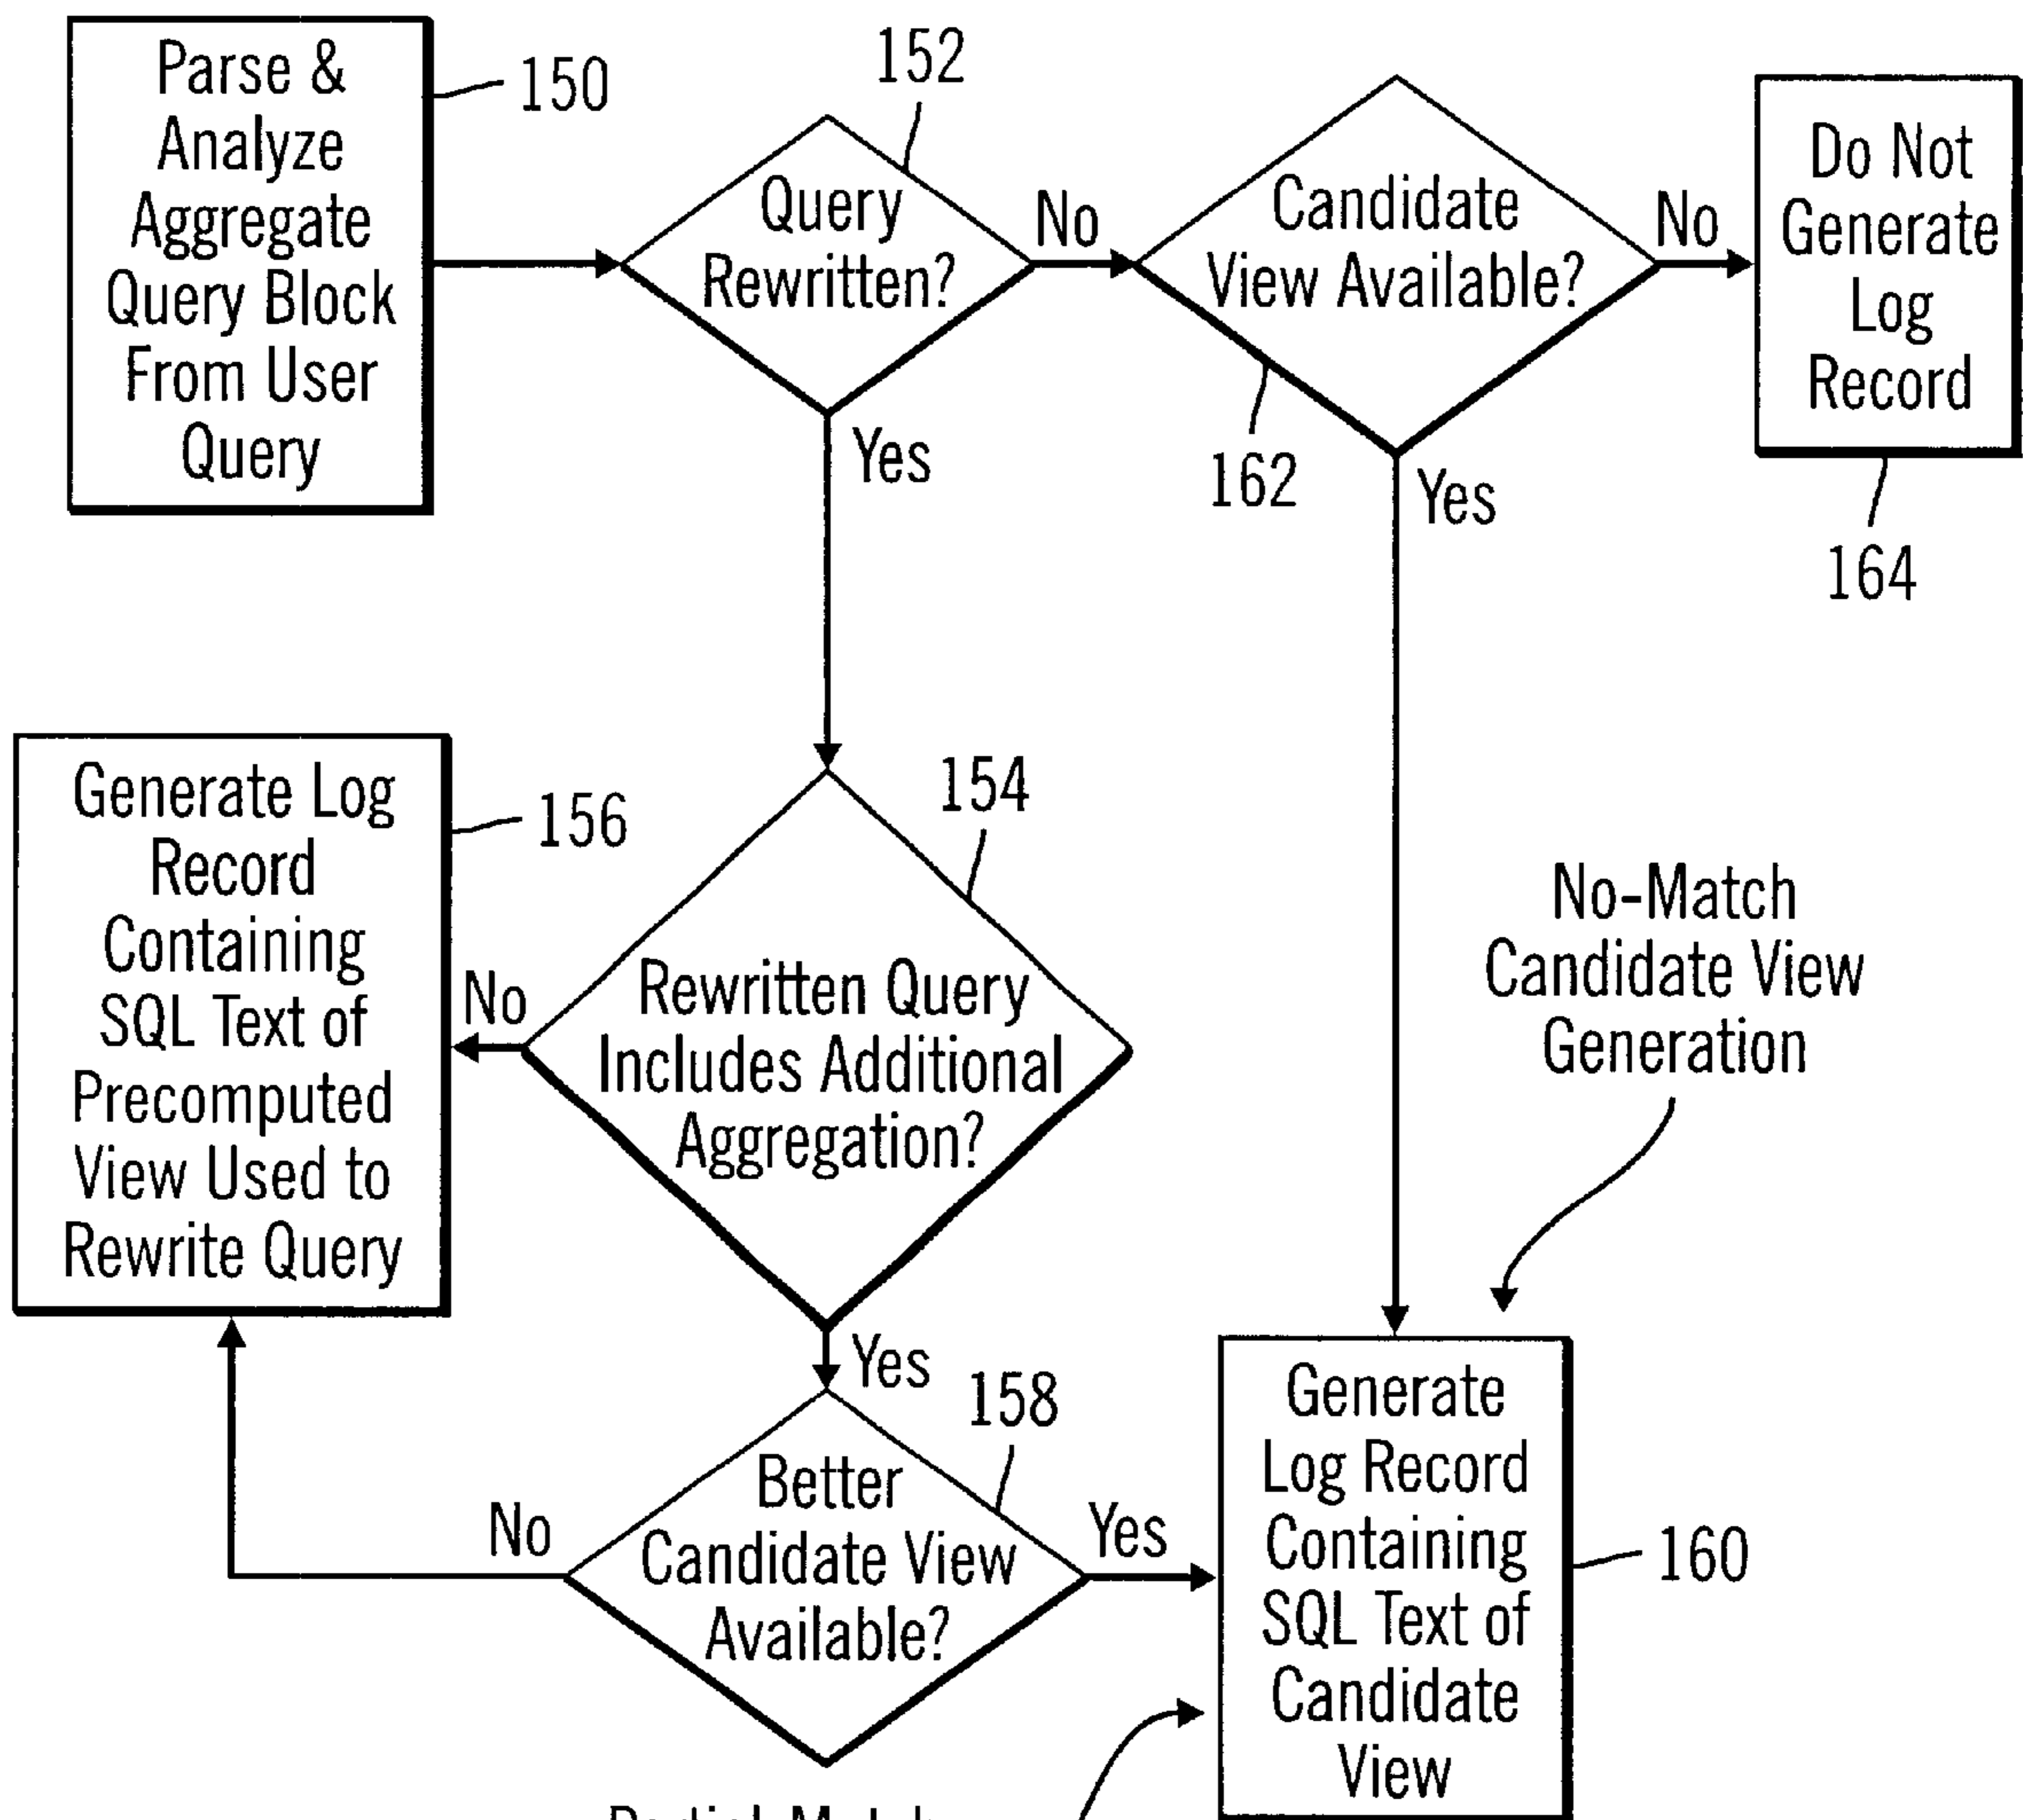 Parse &
Analyze
Aggregate
Query Block
From User
Query
150
152
Query
Rewritten?
No
Yes
Candidate
View Available?
162
No
Yes
Do Not
Generate
Log
Record
164
Generate Log
Record
Containing
SQL Text of
Precomputed
View Used to
Rewrite Query
156
No
154
Rewritten Query
Includes Additional
Aggregation?
Yes
No-Match
Candidate View
Generation
158
Better
Candidate View
Available?
No
Yes
Generate
Log Record
Containing
SQL Text of
Candidate
View
160